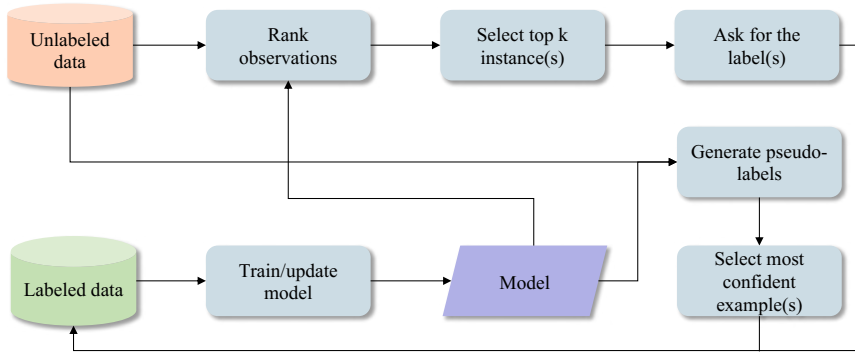 Unlabeled
data
Rank
observations
Select top k
instance(s)
Ask for the
label(s)
Generate pseudo-
labels
Labeled data
Train/update
model
Model
Select most
confident
example(s)